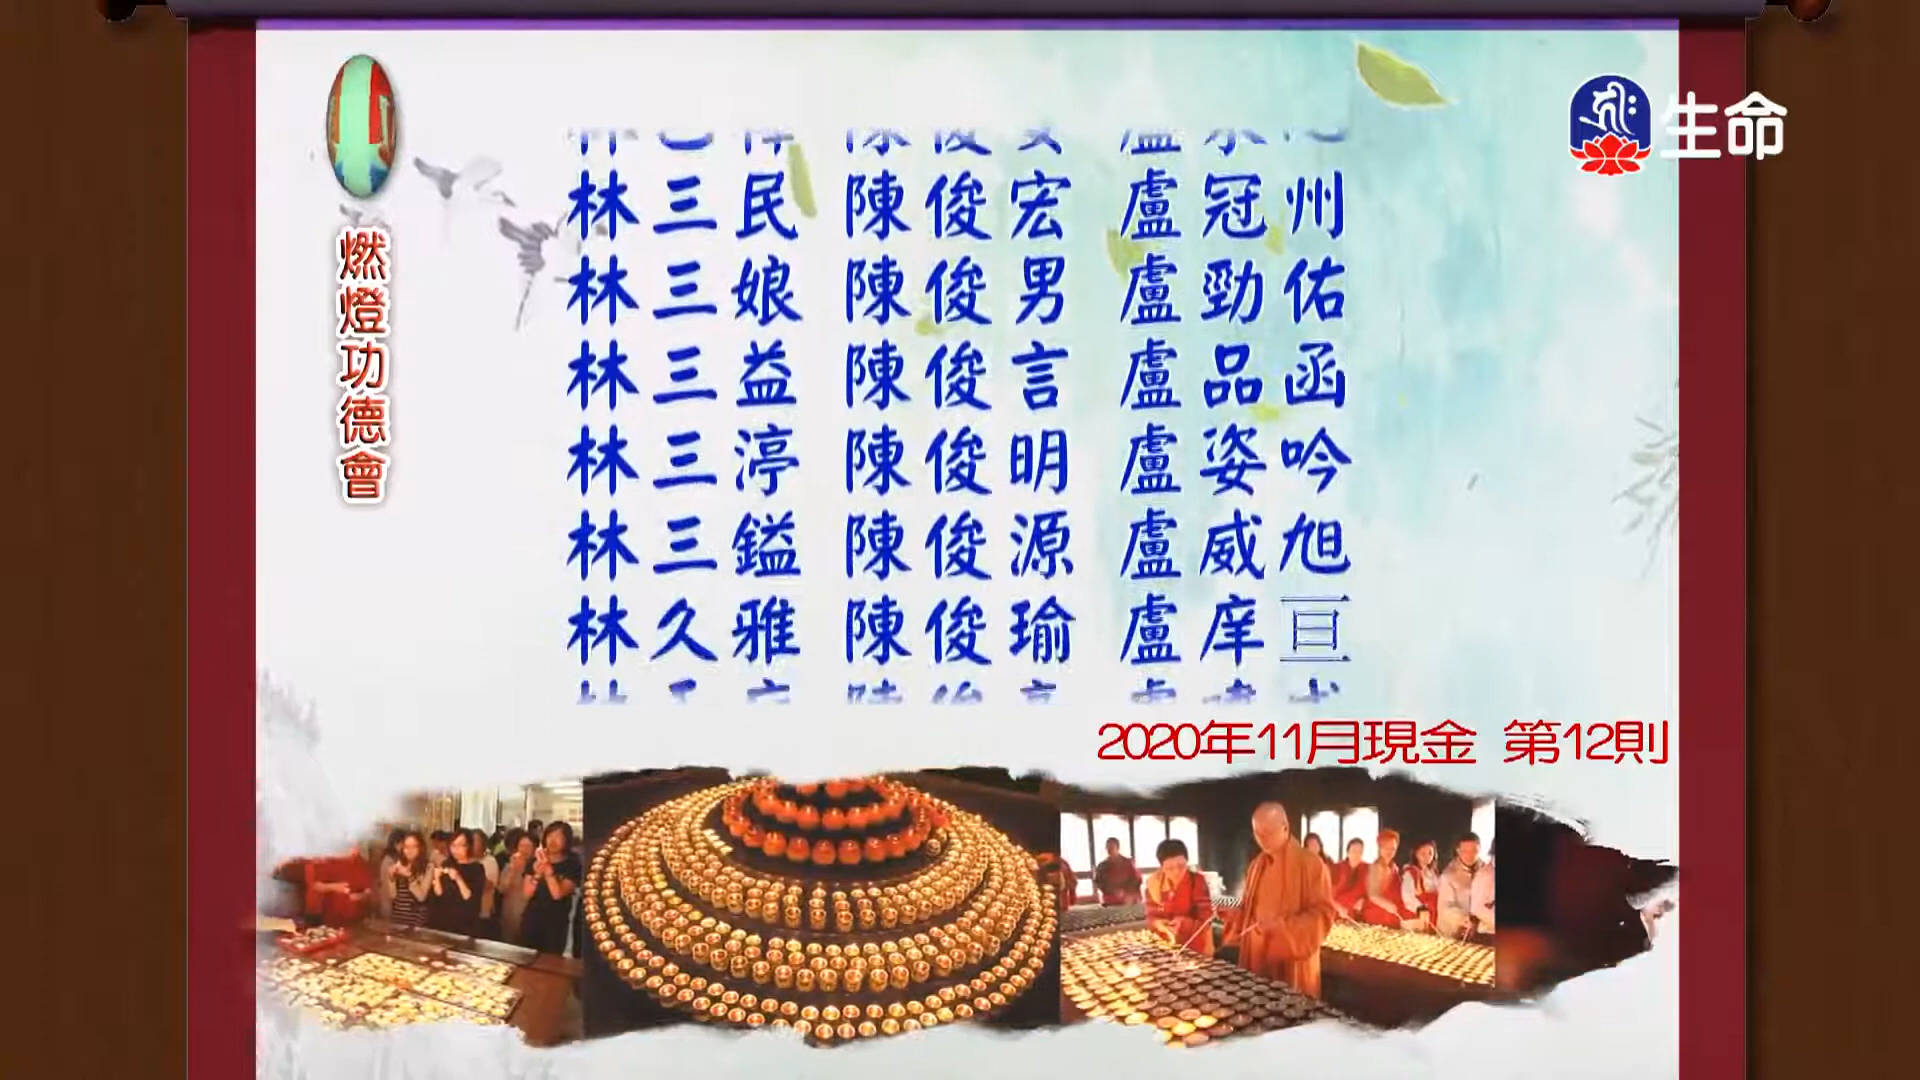 生命
燃燈功德會
林三民 陳俊宏 盧冠州
林三娘 陳俊男 盧勁佑
林三益 陳俊言 盧品函
林三渟 陳俊明 盧姿吟
林三鎰 陳俊源 盧威旭
林久雅 陳俊瑜 盧庠亘
2020年11月現金 第12則